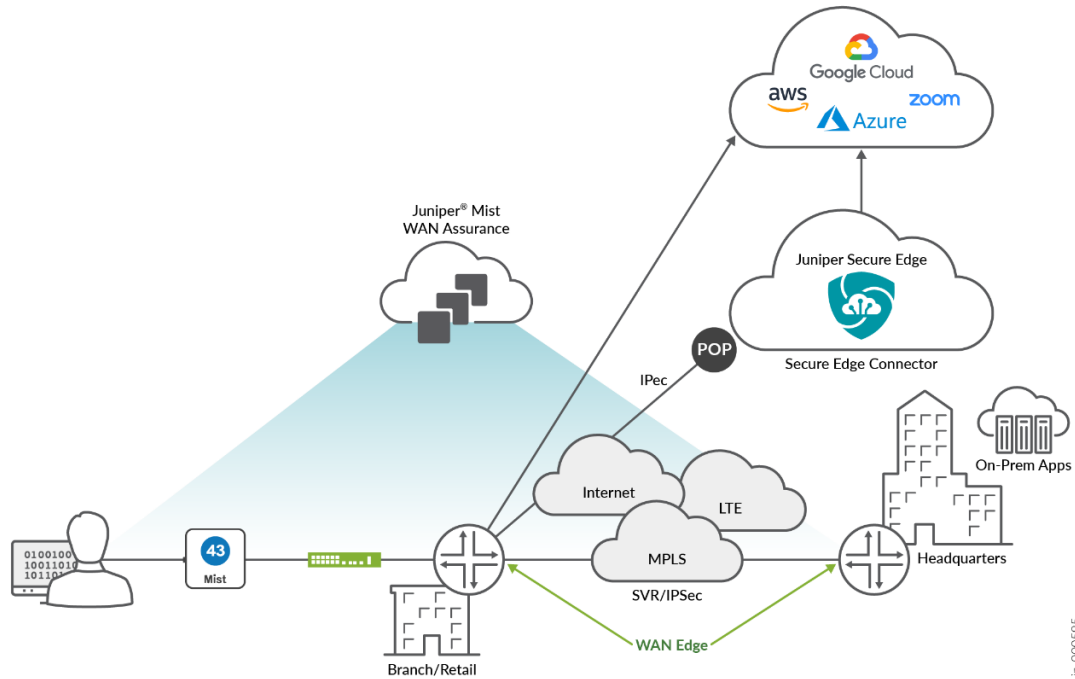 Google Cloud
aws
zoom
Azure
Juniper® Mist
WAN Assurance
Juniper Secure Edge
POP
Secure Edge Connector
IPec
On-Prem Apps
Internet
LTE
0100100
10011010
10110
43
Mist
MPLS
Headquarters
SVR/IPSec
WAN Edge
Branch/Retail